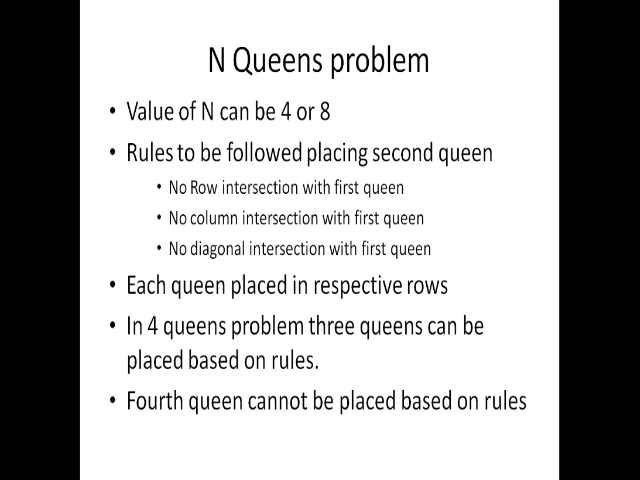 N Queens problem
• Value of N can be 4 or 8
• Rules to be followed placing second queen
• No Row intersection with first queen
• No column intersection with first queen
• No diagonal intersection with first queen
• Each queen placed in respective rows
• In 4 queens problem three queens can be
placed based on rules.
• Fourth queen cannot be placed based on rules